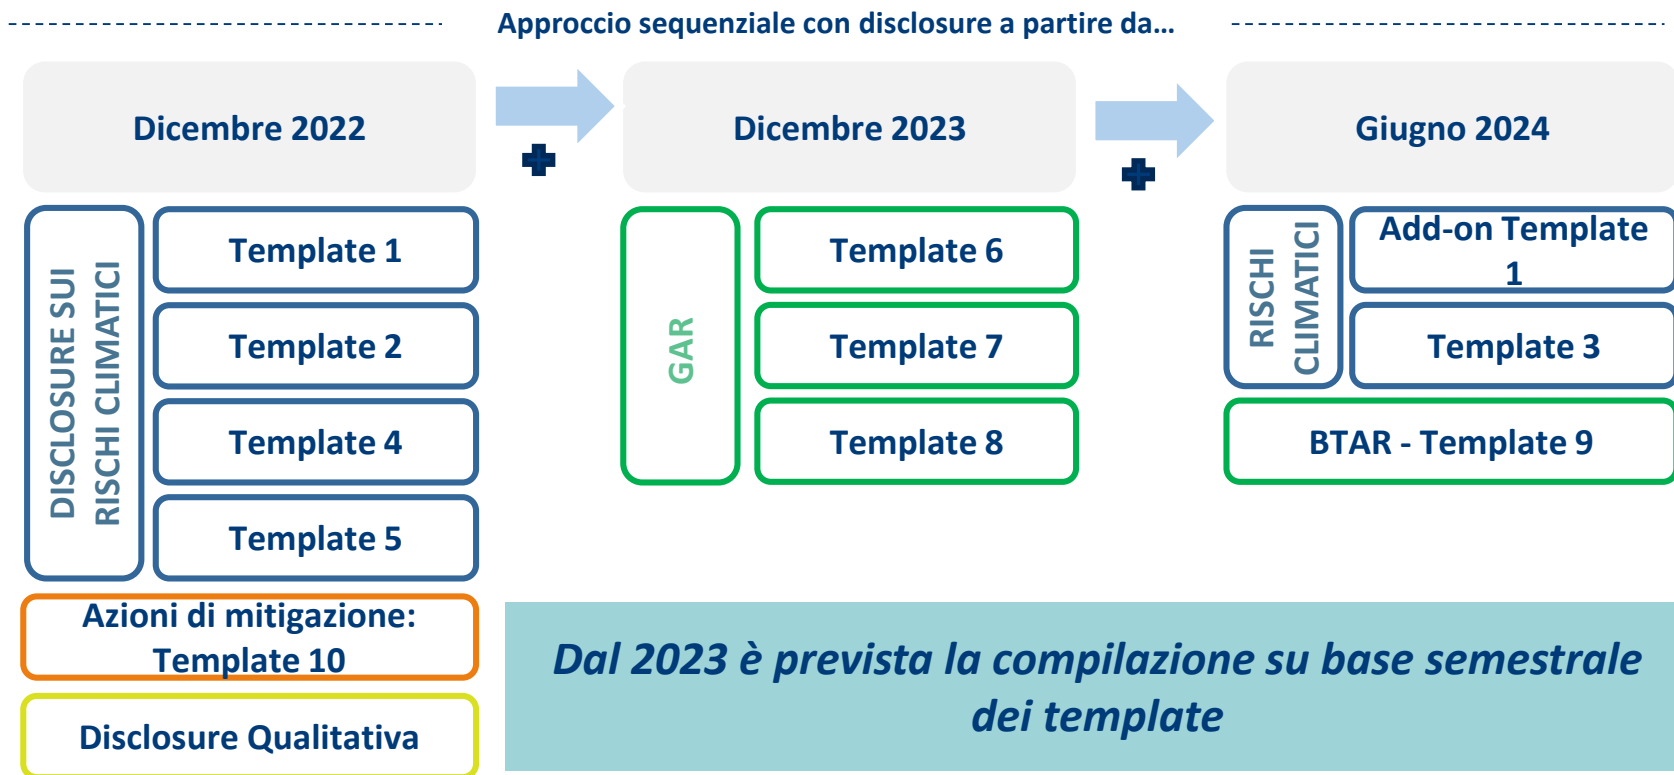 Approccio sequenziale con disclosure a partire da…
Dicembre 2022
DISCLOSURE SUI
RISCHI CLIMATICI
Template 1
Template 2
Template 4
Template 5
Azioni di mitigazione:
Template 10
Disclosure Qualitativa
Dicembre 2023
GAR
Template 6
Template 7
Template 8
Giugno 2024
RISCHI
CLIMATICI
Add-on Template
1
Template 3
BTAR - Template 9
Dal 2023 è prevista la compilazione su base semestrale
dei template